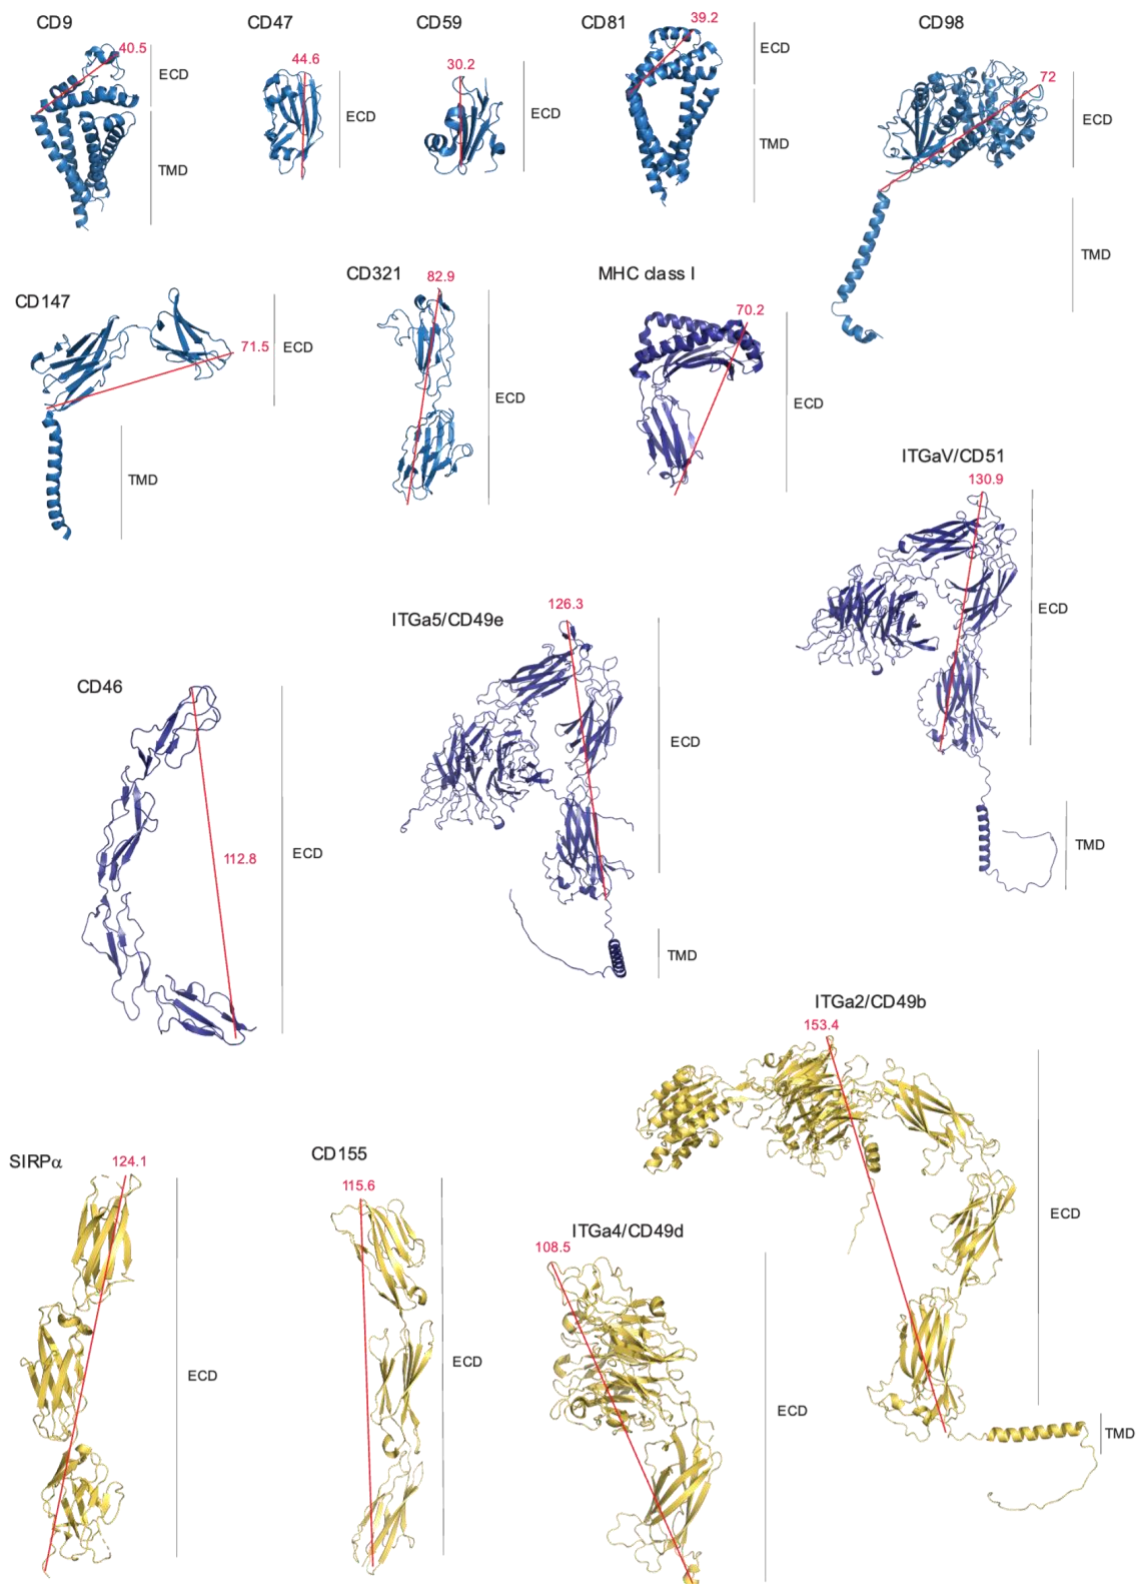 CD9
CD47
CD59
CD81
CD98
40.5
44.6
30.2
39.2
72
ECD
ECD
ECD
ECD
ECD
TMD
TMD
TMD
CD147
CD321
MHC class I
82.9
70.2
71.5
ECD
ECD
ECD
TMD
ITGaV/CD51
130.9
ECD
TMD
ITGa5/CD49e
126.3
ECD
TMD
CD46
112.8
ECD
ITGa2/CD49b
153.4
ECD
TMD
SIRPα
124.1
ECD
CD155
115.6
ECD
ITGa4/CD49d
108.5
ECD